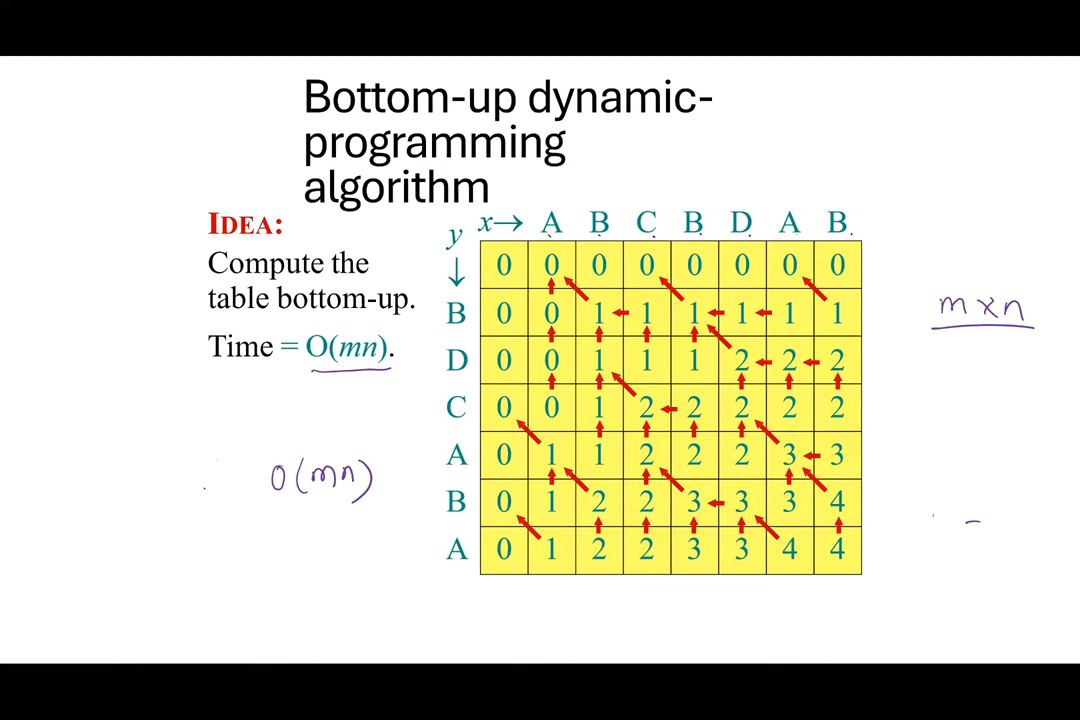 Bottom-up dynamic-
programming
algorithm
IDEA:
Compute the
table bottom-up.
Time = O(mn).
O(mn)
x→ A B C B D A B
y
↓ 0 0 0 0 0 0 0 0
B 0 0 1 1 1 1 1 1
D 0 0 1 1 1 2 2 2
C 0 0 1 2 2 2 2 2
A 0 1 1 2 2 2 3 3
B 0 1 2 2 3 3 3 4
A 0 1 2 2 3 3 4 4
m×n